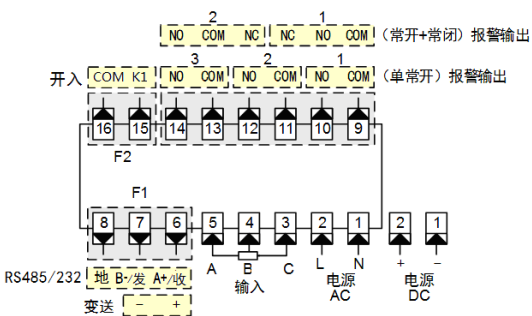 2 1
NO COM NC NC NO COM (常开+常闭) 报警输出
3 2 1
开入 COM K1 NO COM NO COM NO COM (单常开) 报警输出
16 15 14 13 12 11 10 9
F2
F1
8 7 6 5 4 3 2 1 2 1
A B C L N + -
RS485/232 地 B-/发 A+/收 输入 电源 电源
AC DC
变送 - +